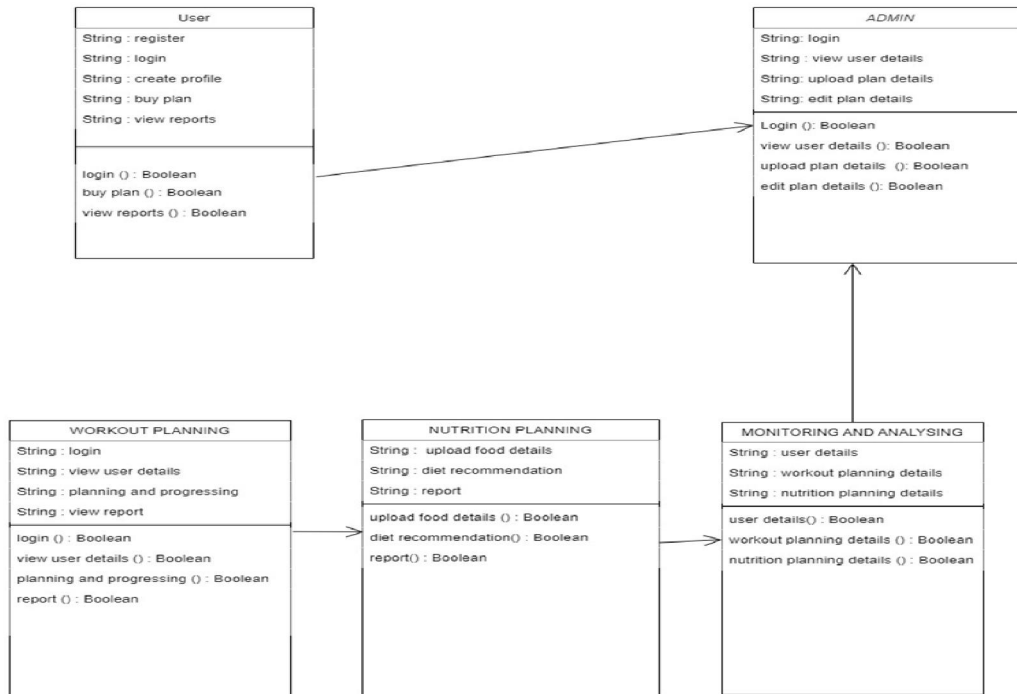 User
String : register
String : login
String : create profile
String : buy plan
String : view reports
login () : Boolean
buy plan () : Boolean
view reports () : Boolean
ADMIN
String: login
String : view user details
String: upload plan details
String: edit plan details
Login (): Boolean
view user details (): Boolean
upload plan details (): Boolean
edit plan details (): Boolean
WORKOUT PLANNING
String : login
String : view user details
String : planning and progressing
String : view report
login () : Boolean
view user details () : Boolean
planning and progressing () : Boolean
report () : Boolean
NUTRITION PLANNING
String : upload food details
String : diet recommendation
String : report
upload food details () : Boolean
diet recommendation() : Boolean
report() : Boolean
MONITORING AND ANALYSING
String : user details
String : workout planning details
String : nutrition planning details
user details() : Boolean
workout planning details () : Boolean
nutrition planning details () : Boolean